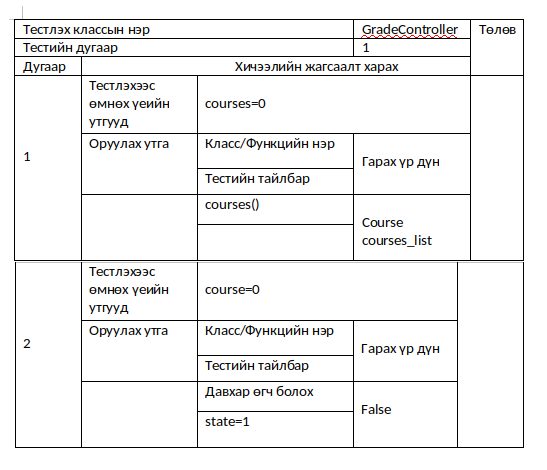 Тестлэх классын нэр GradeController Төлөв
Тестийн дугаар 1
Дугаар Хичээлийн жагсаалт харах
1
Тестлэхээс
өмнөх үеийн
утгууд
courses=0
Оруулах утга
Класс/Функцийн нэр
Гарах үр дүн
Тестийн тайлбар
courses()
Course
courses_list
2
Тестлэхээс
өмнөх үеийн
утгууд
course=0
Оруулах утга
Класс/Функцийн нэр
Гарах үр дүн
Тестийн тайлбар
Давхар өгч болох
False
state=1